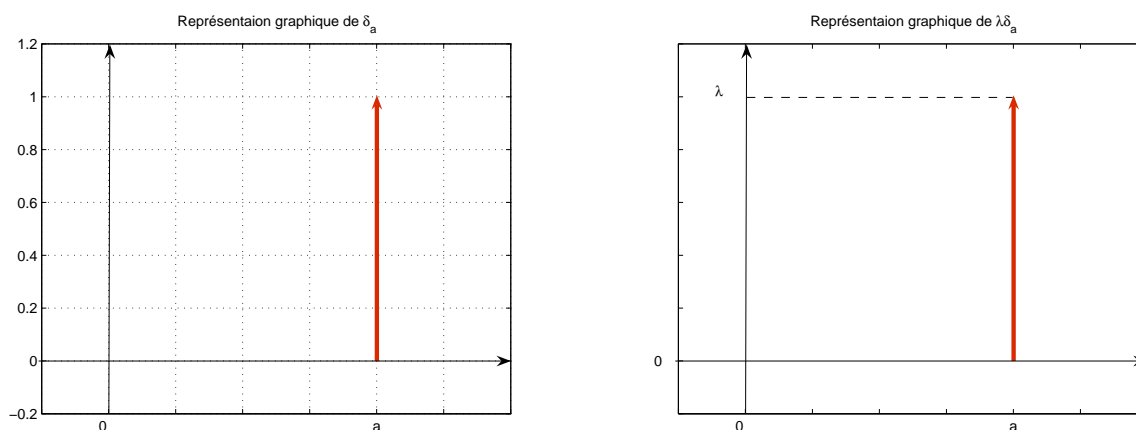 Représentaion graphique de δa
1.2
1
0.8
0.6
0.4
0.2
0
−0.2
0
a
Représentaion graphique de λδa
λ
0
0
a